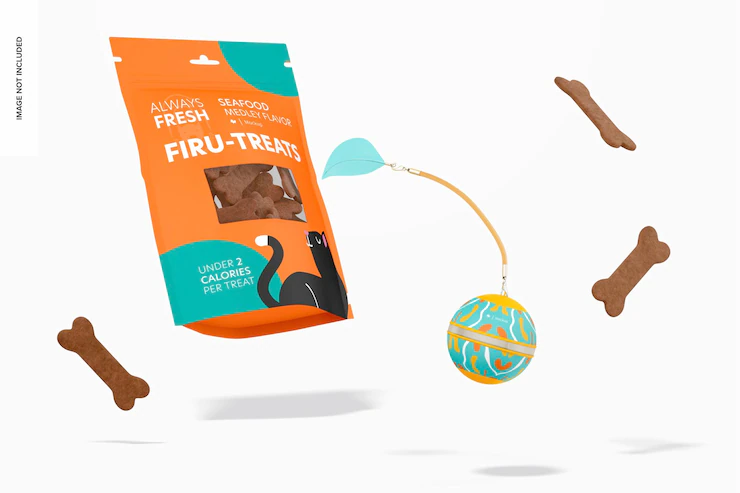 IMAGE NOT INCLUDED
ALWAYS
FRESH
SEAFOOD
MEDLEY FLAVOR
FIRU-TREATS
UNDER 2
CALORIES
PER TREAT